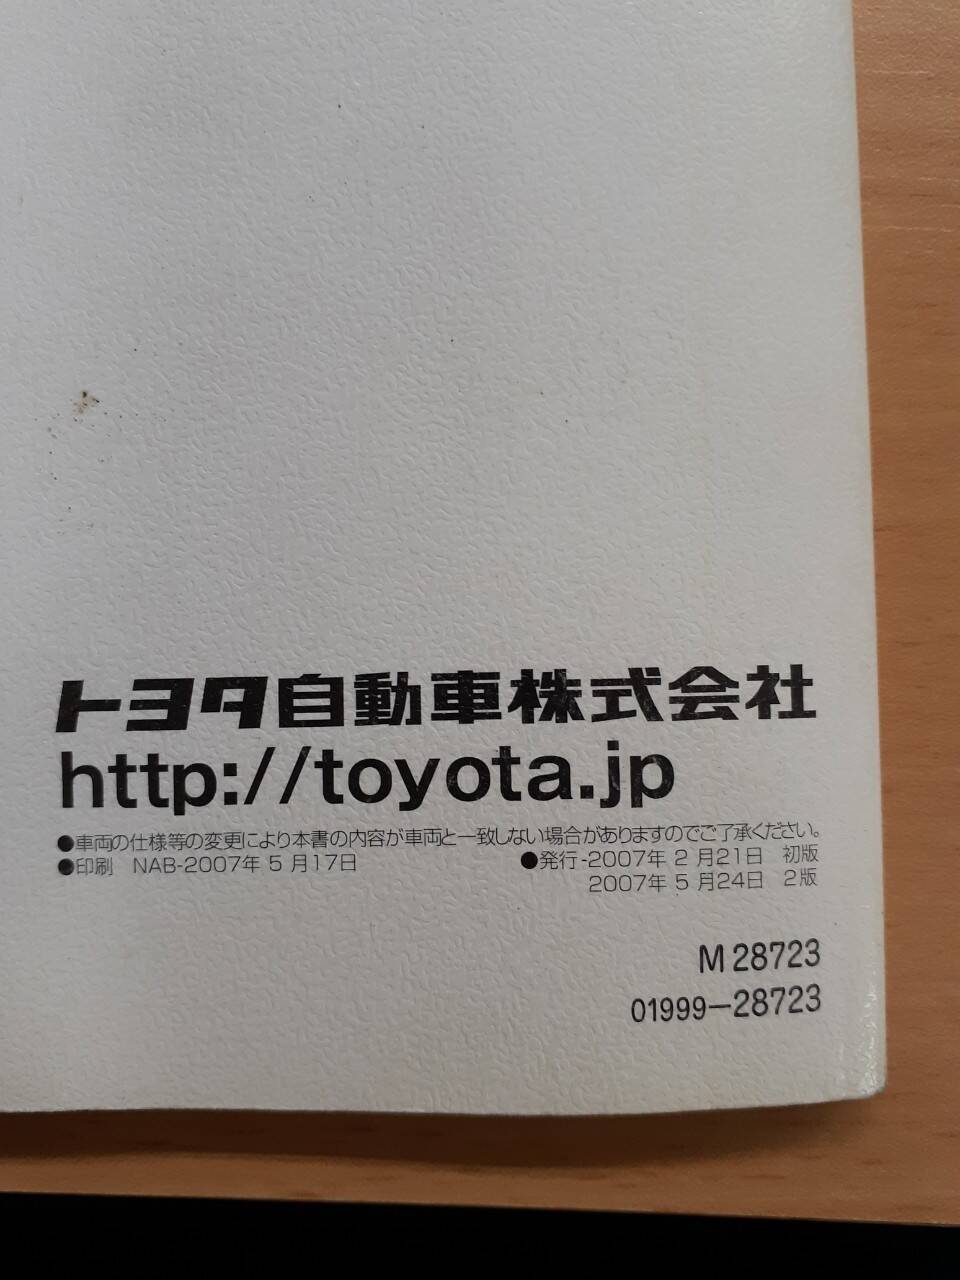 トヨタ自動車株式会社
http://toyota.jp
●車両の仕様等の変更により本書の内容が車両と一致しない場合がありますのでご了承ください。
●印刷 NAB-2007年 5 月17日 ●発行-2007年 2 月21日 初版
2007年 5 月24日 2版
M 28723
01999-28723